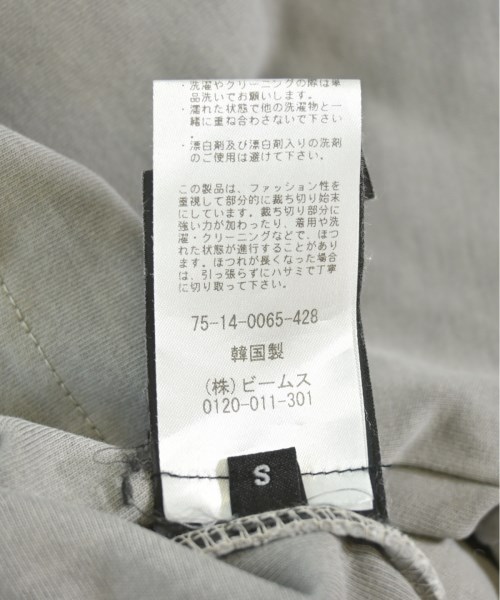 ・洗濯やクリーニングの際は単
品洗いでお願いします。
・濡れた状態で他の洗濯物と一
緒に重ね合わさないで下さい
。
・漂白剤及び漂白剤入りの洗剤
のご使用は避けて下さい。
この製品は、ファッション性を
重視して部分的に裁ち切り始末
にしています。裁ち切り部分に
強い力が加わったり、着用や洗
濯・クリーニングなどで、ほつ
れた状態が進行することがあり
ます。ほつれが長くなった場合
は、引っ張らずにハサミで丁寧
に切り取って下さい。
75-14-0065-428
韓国製
(株)ビームス
0120-011-301
S